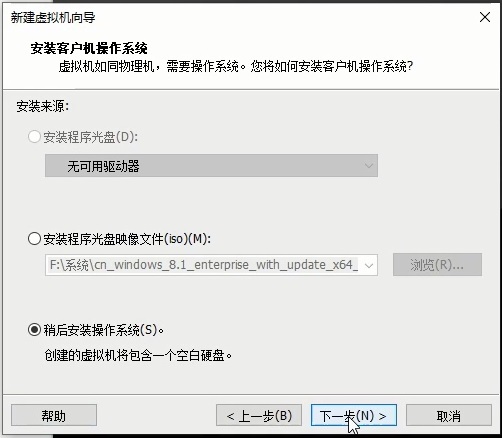 新建虚拟机向导
安装客户机操作系统
虚拟机如同物理机，需要操作系统。您将如何安装客户机操作系统?
安装来源:
安装程序光盘(D):
无可用驱动器
安装程序光盘映像文件(iso)(M):
F:\系统\cn_windows_8.1_enterprise_with_update_x64_
浏览(R)...
稍后安装操作系统(S)。
创建的虚拟机将包含一个空白硬盘。
帮助
< 上一步(B)
下一步(N) >
取消